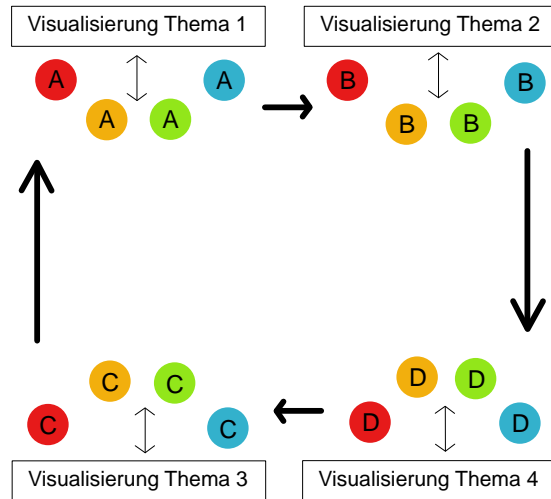 Visualisierung Thema 1
A A
A A
Visualisierung Thema 2
B B
B B
C C
C C
Visualisierung Thema 3
D D
D D
Visualisierung Thema 4